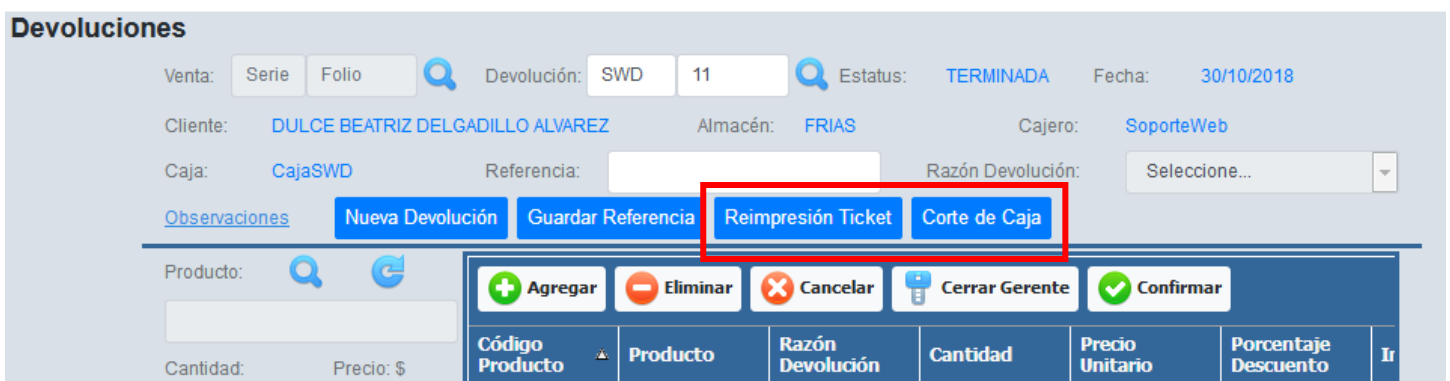 Devoluciones
Venta: Serie Folio Devolución: SWD 11 Estatus: TERMINADA Fecha: 30/10/2018
Cliente: DULCE BEATRIZ DELGADILLO ALVAREZ Almacén: FRIAS Cajero: SoporteWeb
Caja: CajaSWD Referencia: Razón Devolución: Seleccione...
Observaciones Nueva Devolución Guardar Referencia Reimpresión Ticket Corte de Caja
Producto:
Agregar Eliminar Cancelar Cerrar Gerente Confirmar
Cantidad: Precio: $
Código Producto Producto Razón Devolución Cantidad Precio Unitario Porcentaje Descuento